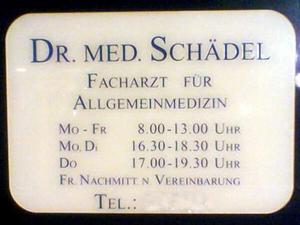 DR. MED. SCHÄDEL
FACHARZT FÜR
ALLGEMEINMEDIZIN
MO - FR 8.00-13.00 UHR
MO, DI 16.30-18.30 UHR
DO 17.00-19.30 UHR
FR. NACHMITT. N. VEREINBARUNG
TEL.: